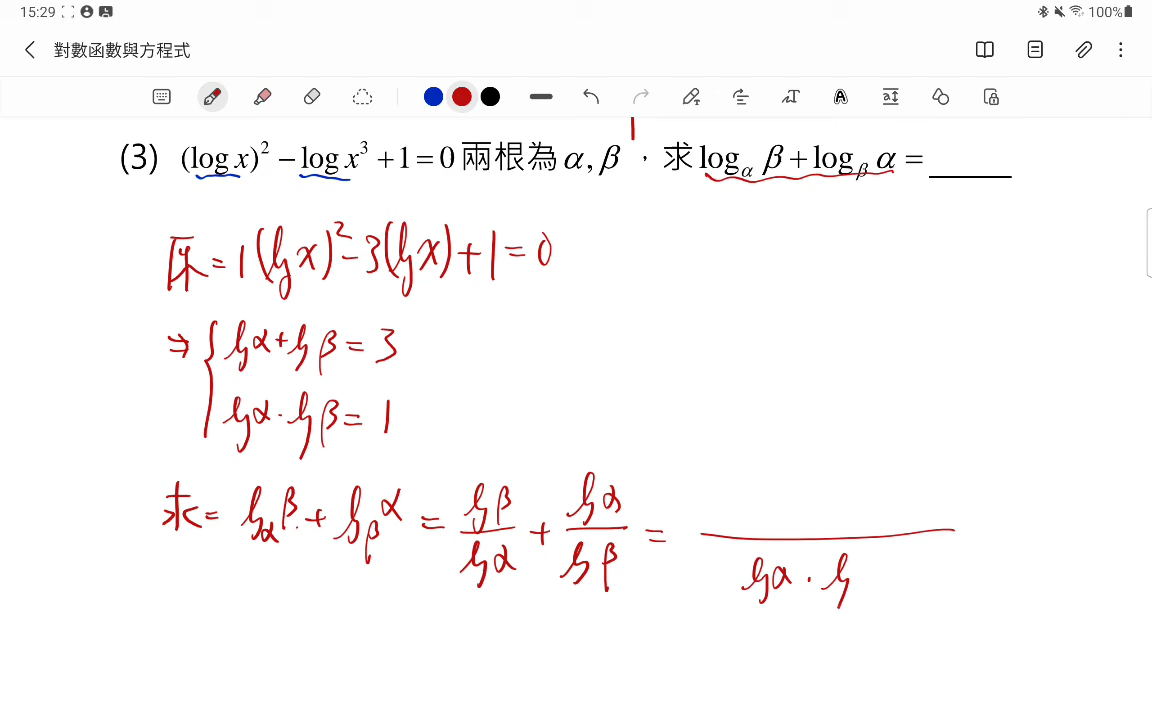 15:29 100%
對數函數與方程式
(3) (log x)² − log x³ + 1 = 0 兩根為 α, β ，求 log_α β + log_β α = ______
原 = 1(log x)² − 3(log x) + 1 = 0
⇒ { log α + log β = 3
log α · log β = 1
求 = log_α β + log_β α = log β / log α + log α / log β = ——
log α · log